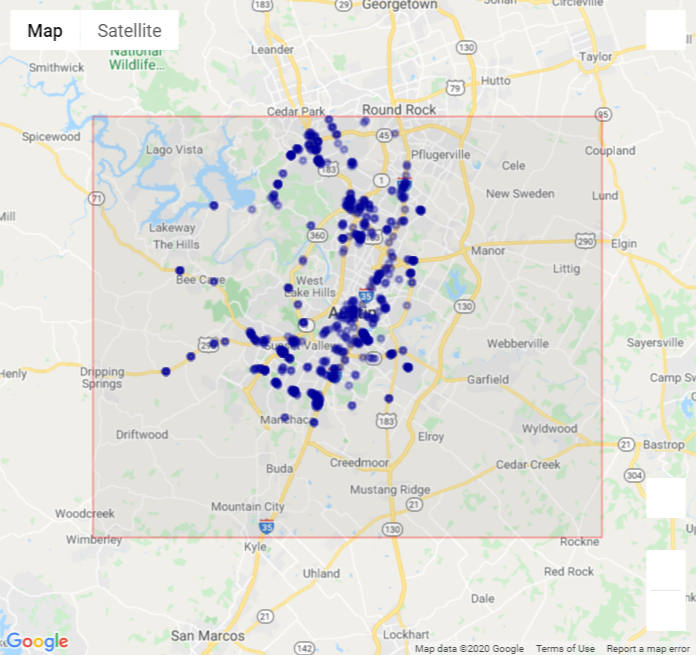 Map
Satellite
183
29
Georgetown
Jonah
Circleville
National
Wildlife...
Leander
130
Taylor
Smithwick
Hutto
79
Cedar Park
Round Rock
95
Spicewood
45
Lago Vista
Pflugerville
Coupland
183
Cele
1
71
New Sweden
Lund
Lakeway
360
The Hills
Manor
290
Elgin
Littig
Bee Cave
West
Lake Hills
35
130
Austin
Sunset Valley
Webberville
Sayersville
Henly
Dripping
Springs
Garfield
Camp Sw
Manchaca
183
Wyldwood
Driftwood
Elroy
21
Bastrop
Creedmoor
Cedar Creek
Buda
304
Mustang Ridge
21
Mountain City
Woodcreek
35
130
Wimberley
Kyle
Rockne
Uhland
Red Rock
Dale
21
San Marcos
Lockhart
142
Google
Map data ©2020 Google
Terms of Use
Report a map error